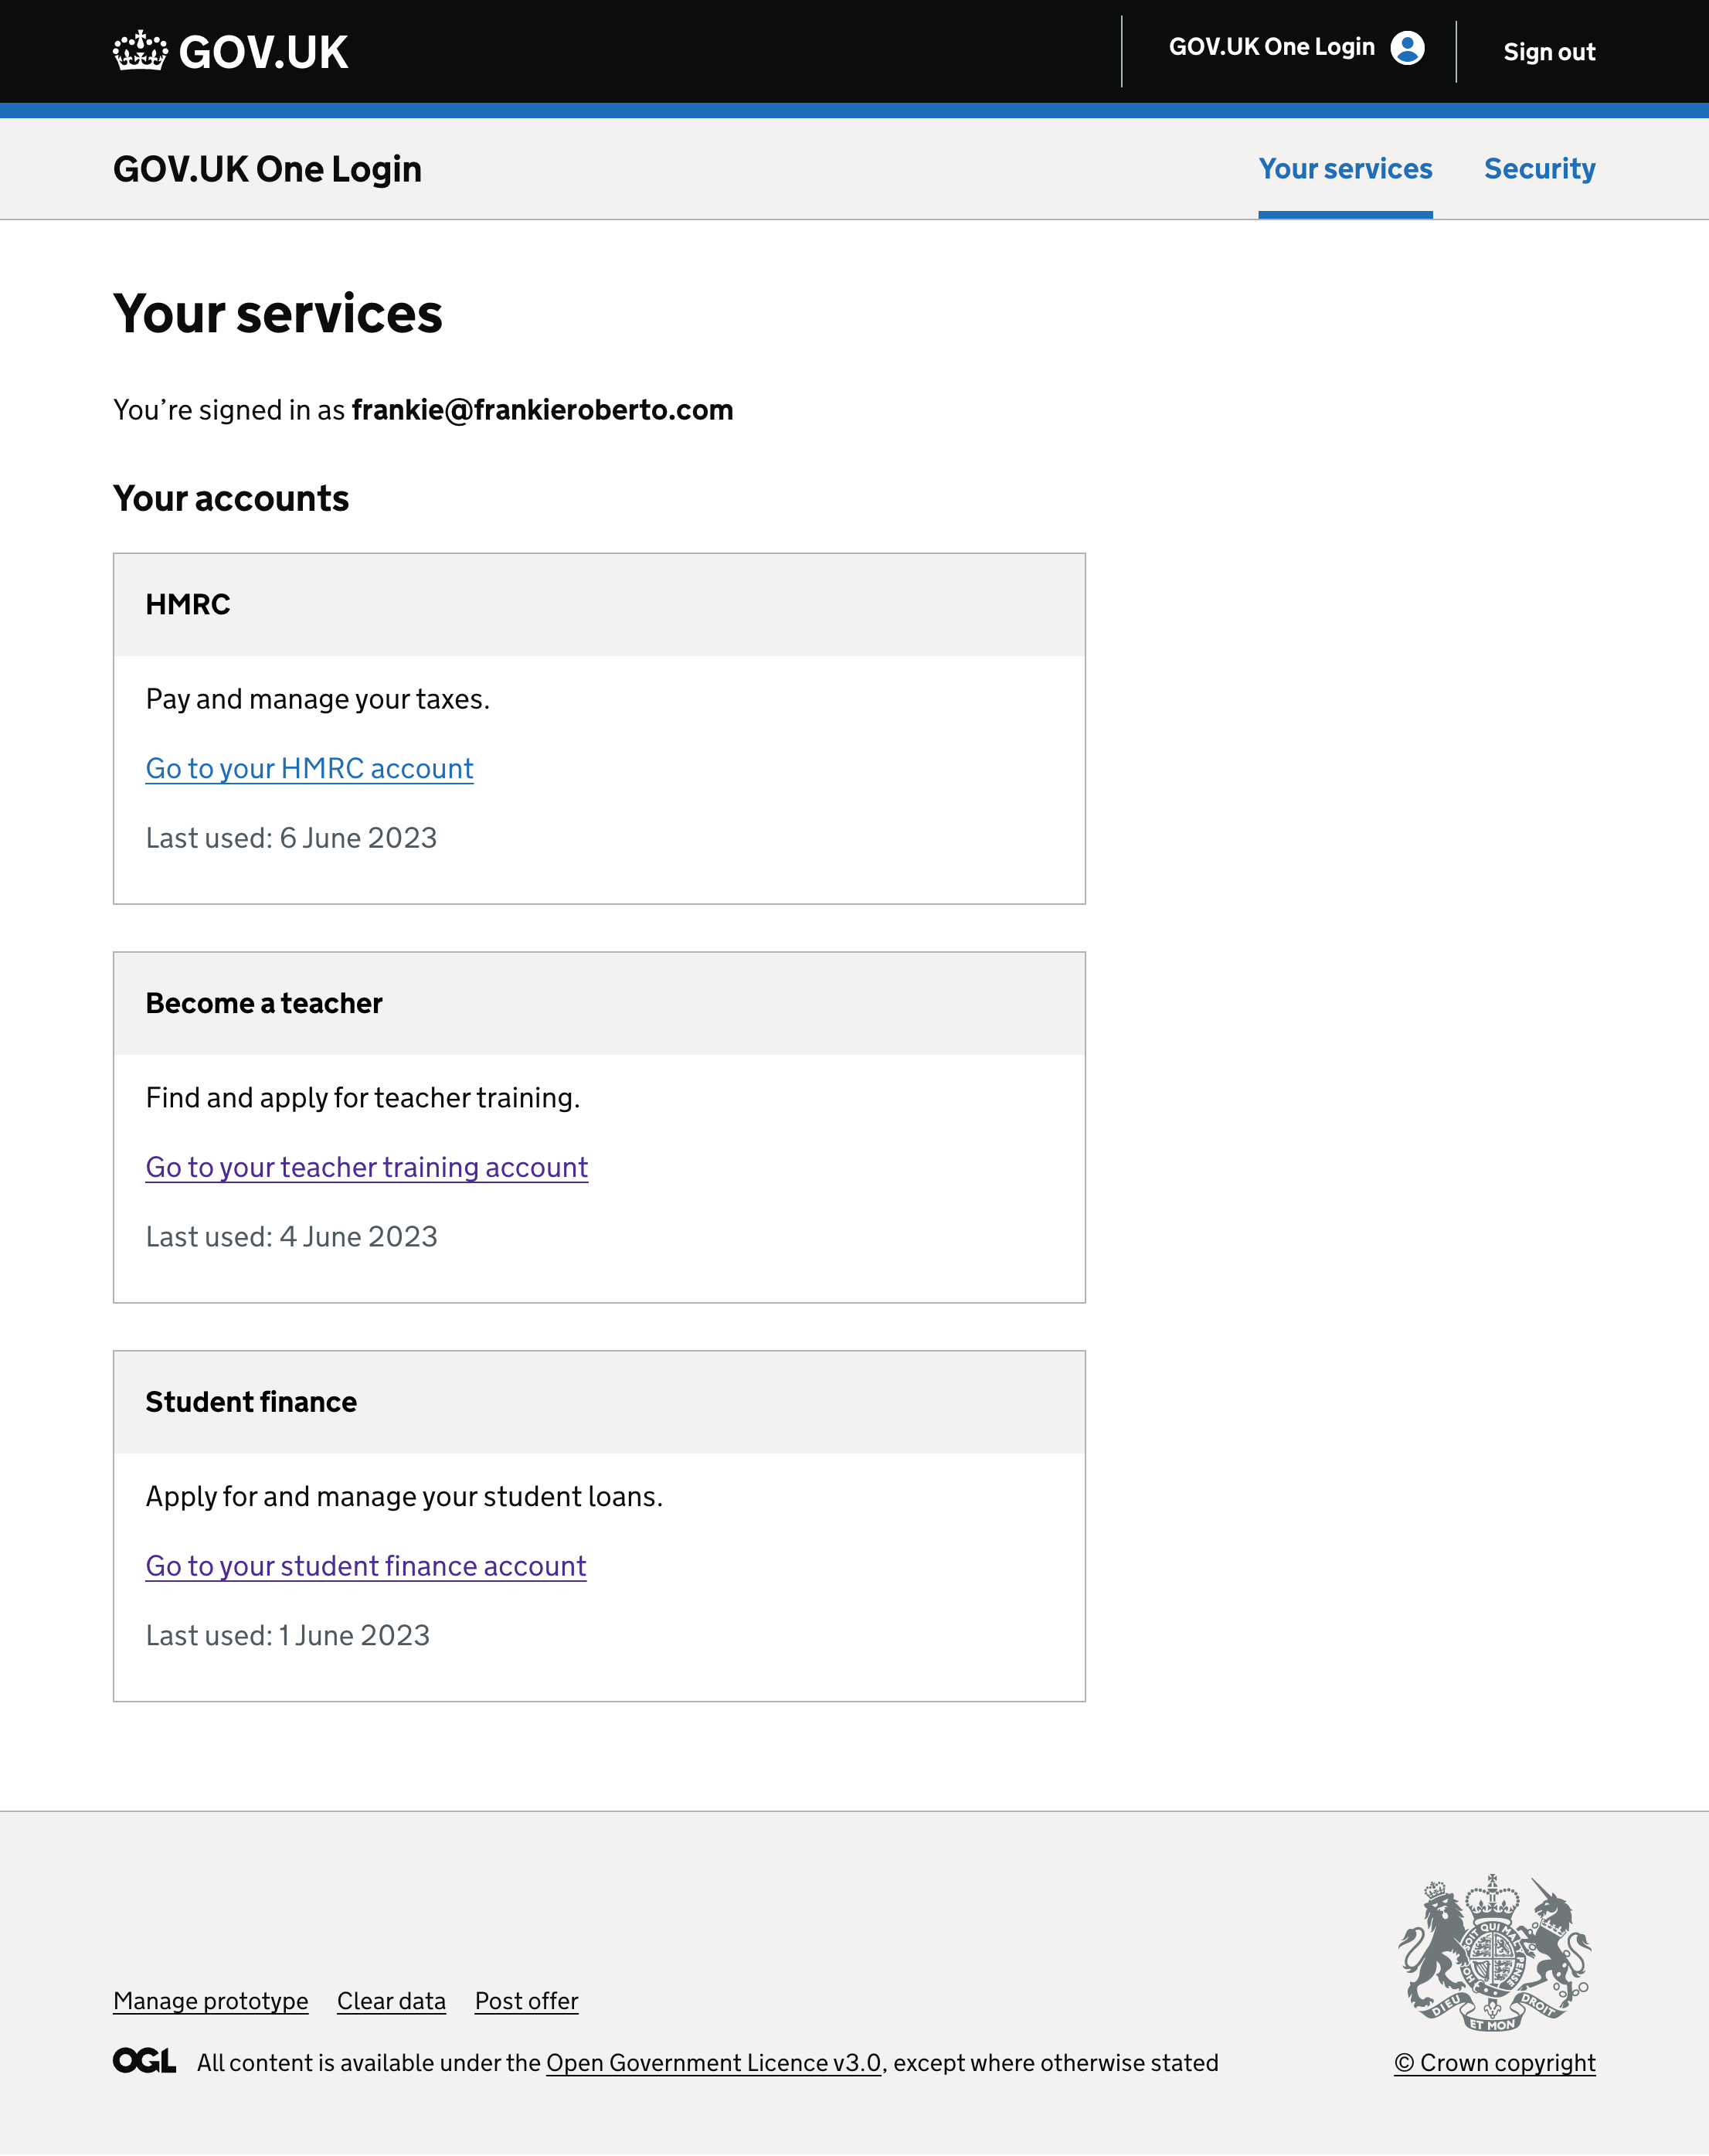 GOV.UK
GOV.UK One Login
Sign out
GOV.UK One Login
Your services
Security
Your services
You’re signed in as frankie@frankieroberto.com
Your accounts
HMRC
Pay and manage your taxes.
Go to your HMRC account
Last used: 6 June 2023
Become a teacher
Find and apply for teacher training.
Go to your teacher training account
Last used: 4 June 2023
Student finance
Apply for and manage your student loans.
Go to your student finance account
Last used: 1 June 2023
Manage prototype
Clear data
Post offer
DIEU ET MON DROIT
OGL
All content is available under the Open Government Licence v3.0, except where otherwise stated
© Crown copyright